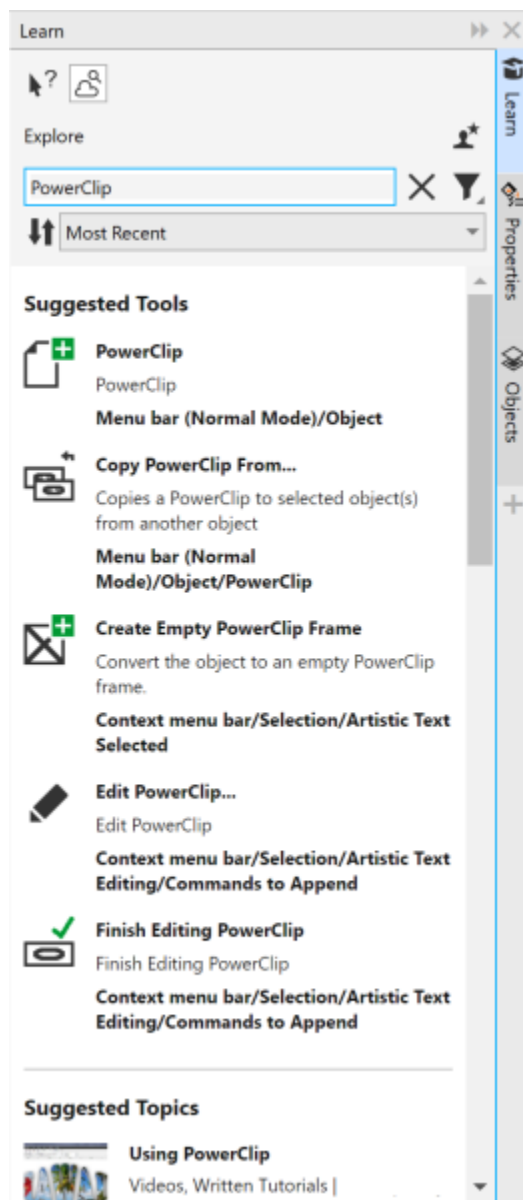 Learn
?
Explore
PowerClip
Most Recent
Suggested Tools
PowerClip
PowerClip
Menu bar (Normal Mode)/Object
Copy PowerClip From...
Copies a PowerClip to selected object(s)
from another object
Menu bar (Normal
Mode)/Object/PowerClip
Create Empty PowerClip Frame
Convert the object to an empty PowerClip
frame.
Context menu bar/Selection/Artistic Text
Selected
Edit PowerClip...
Edit PowerClip
Context menu bar/Selection/Artistic Text
Editing/Commands to Append
Finish Editing PowerClip
Finish Editing PowerClip
Context menu bar/Selection/Artistic Text
Editing/Commands to Append
Suggested Topics
Using PowerClip
Videos, Written Tutorials |
Learn
Properties
Objects